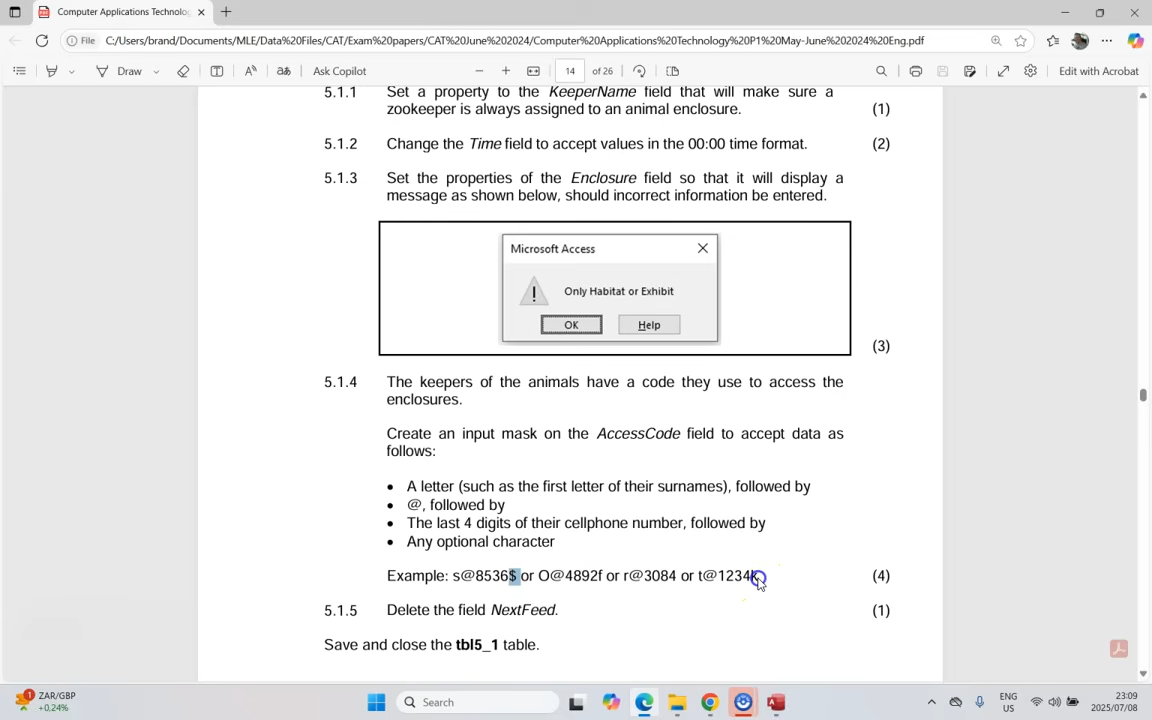 Computer Applications Technolo
File
C:/Users/brand/Documents/MLE/Data%20Files/CAT/Exam%20papers/CAT%20June%202024/Computer%20Applications%20Technology%20P1%20May-June%202024%20Eng.pdf
Draw
Ask Copilot
14 of 26
Edit with Acrobat
5.1.1 Set a property to the KeeperName field that will make sure a
zookeeper is always assigned to an animal enclosure. (1)
5.1.2 Change the Time field to accept values in the 00:00 time format. (2)
5.1.3 Set the properties of the Enclosure field so that it will display a
message as shown below, should incorrect information be entered.
Microsoft Access
Only Habitat or Exhibit
OK Help
(3)
5.1.4 The keepers of the animals have a code they use to access the
enclosures.
Create an input mask on the AccessCode field to accept data as
follows:
• A letter (such as the first letter of their surnames), followed by
• @, followed by
• The last 4 digits of their cellphone number, followed by
• Any optional character
Example: s@8536$ or O@4892f or r@3084 or t@1234k (4)
5.1.5 Delete the field NextFeed. (1)
Save and close the tbl5_1 table.
1
ZAR/GBP
+0.24%
Search
ENG
US
23:09
2025/07/08